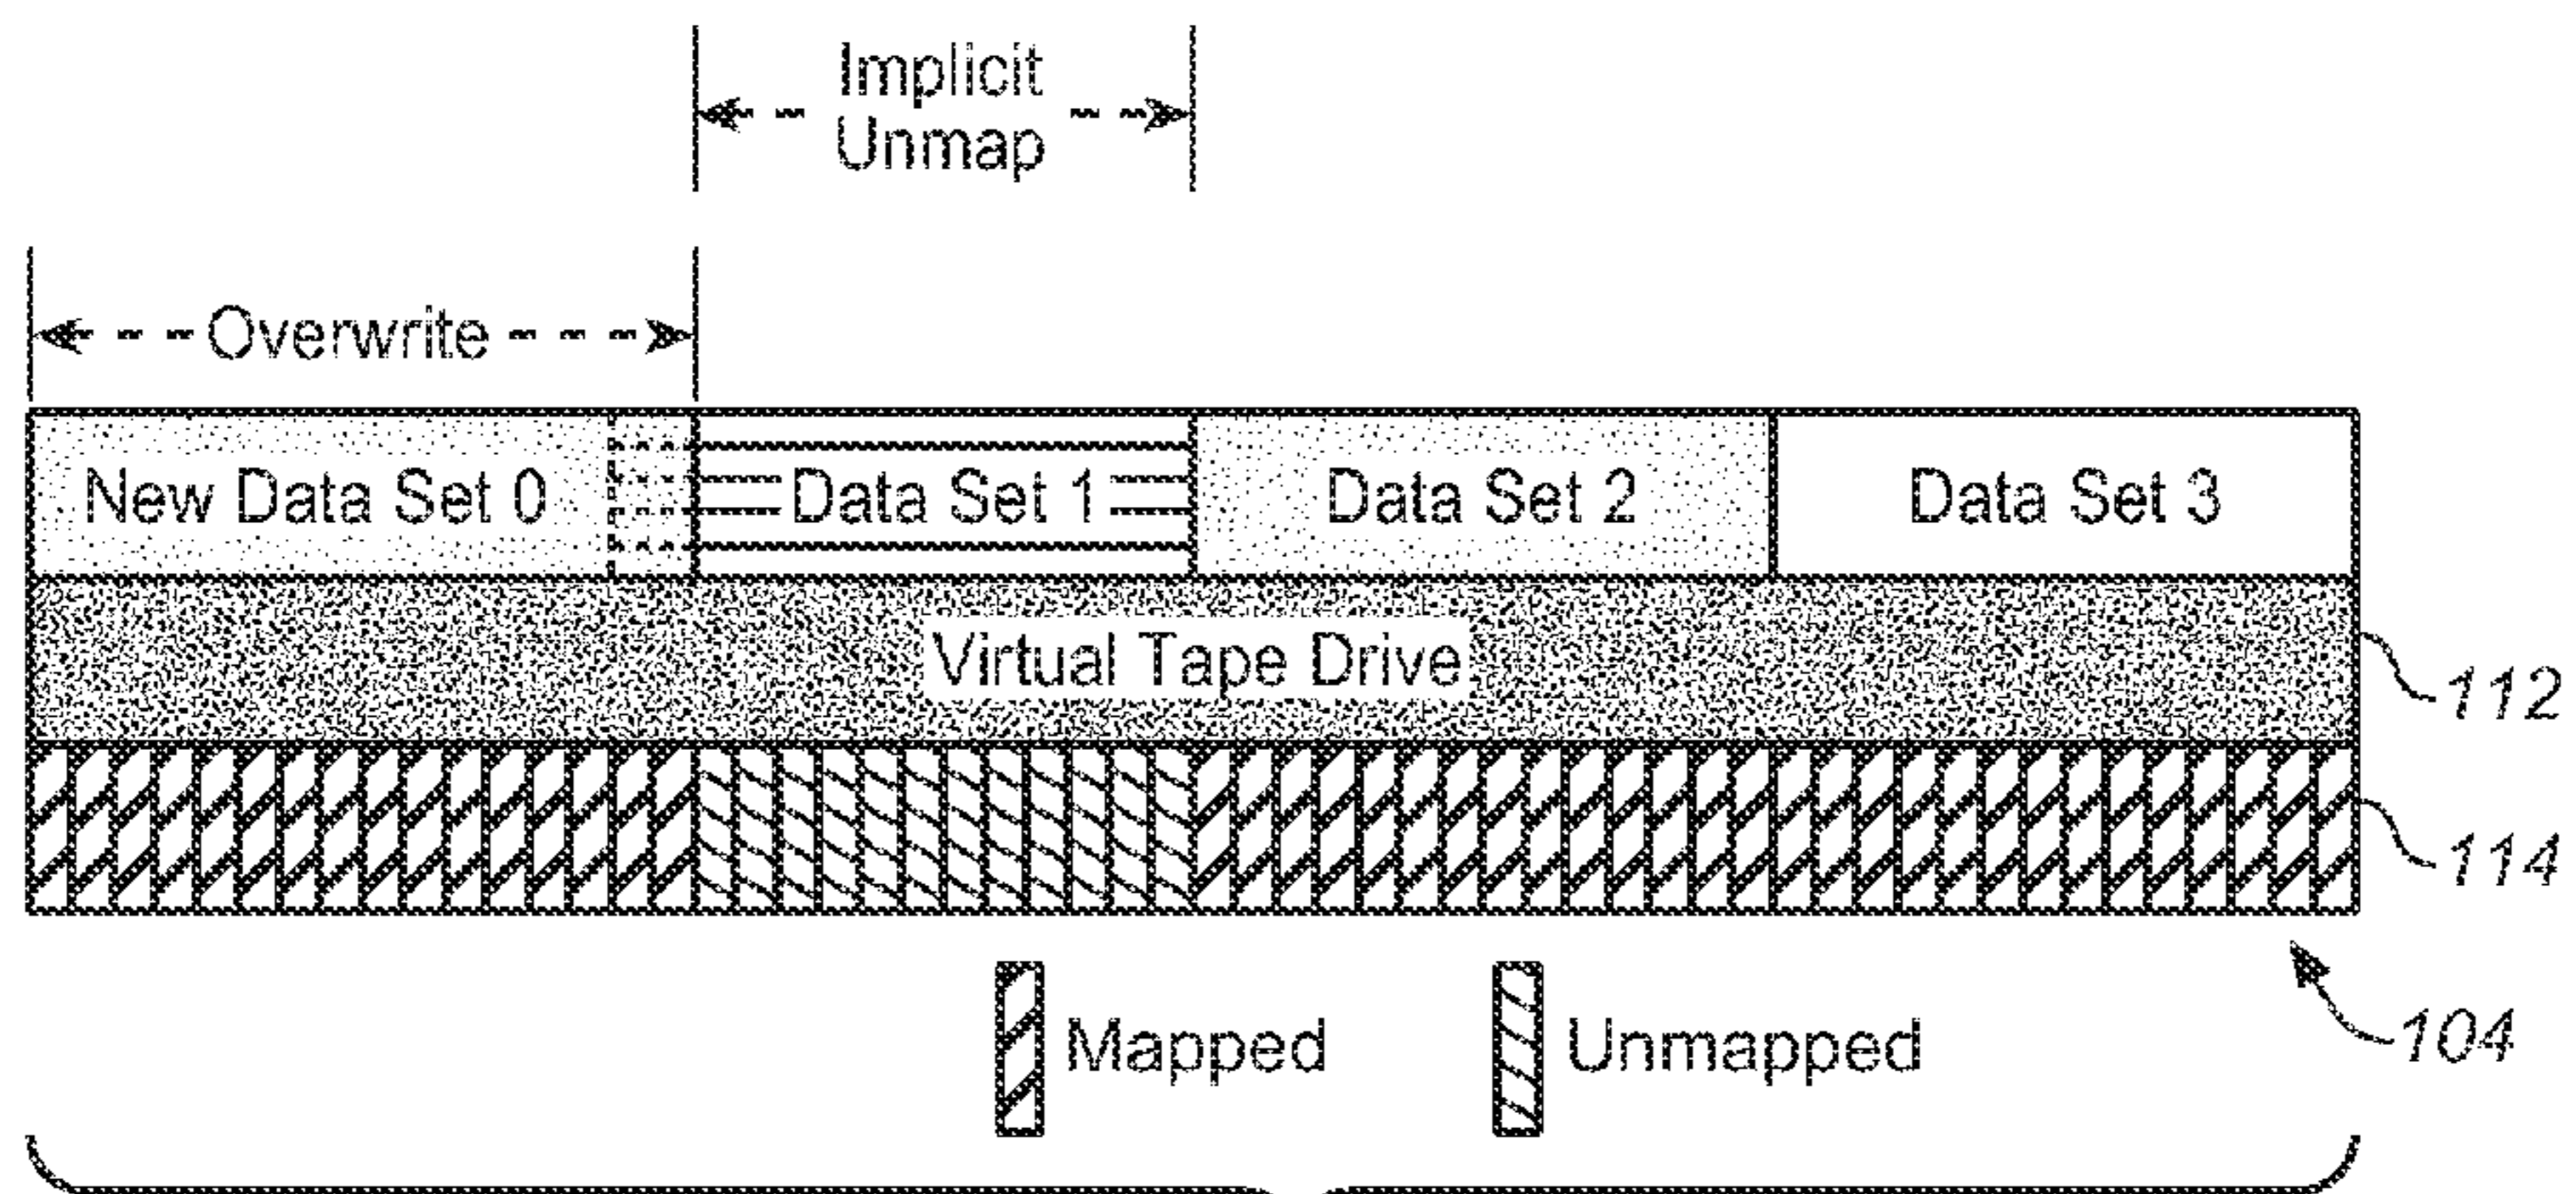 Implicit
Unmap
Overwrite
New Data Set 0
Data Set 1
Data Set 2
Data Set 3
Virtual Tape Drive
112
114
Mapped
Unmapped
104